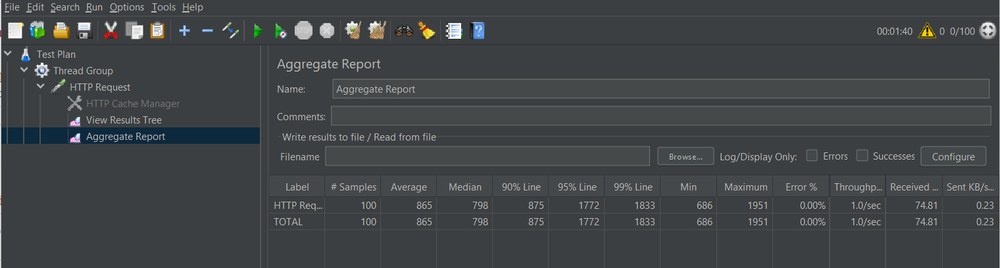 File Edit Search Run Options Tools Help
STOP 00:01:40 0 0/100
Test Plan
Thread Group
HTTP Request
HTTP Cache Manager
View Results Tree
Aggregate Report
Aggregate Report
Name: Aggregate Report
Comments:
Write results to file / Read from file
Filename Browse... Log/Display Only: Errors Successes Configure
Label # Samples Average Median 90% Line 95% Line 99% Line Min Maximum Error % Throughp... Received ... Sent KB/s...
HTTP Req... 100 865 798 875 1772 1833 686 1951 0.00% 1.0/sec 74.81 0.23
TOTAL 100 865 798 875 1772 1833 686 1951 0.00% 1.0/sec 74.81 0.23